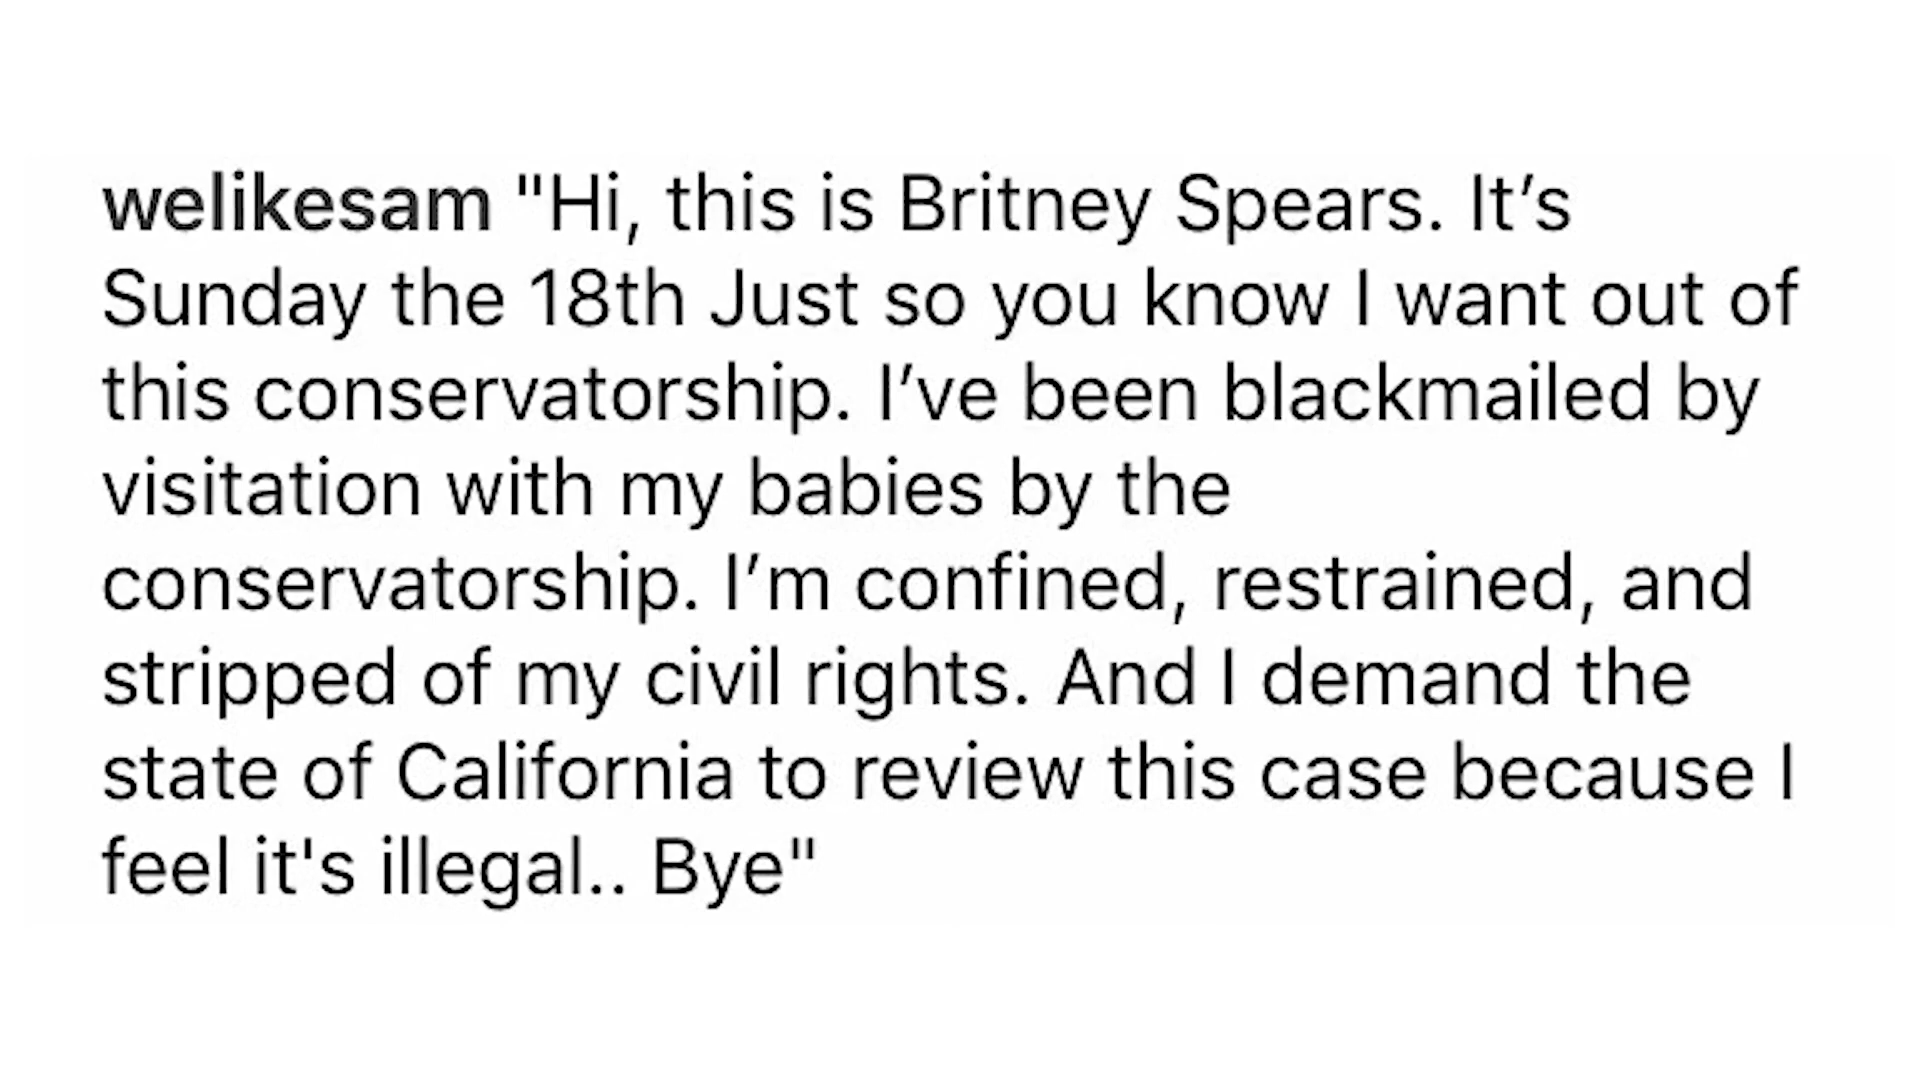 welikesam "Hi, this is Britney Spears. It’s
Sunday the 18th Just so you know I want out of
this conservatorship. I’ve been blackmailed by
visitation with my babies by the
conservatorship. I’m confined, restrained, and
stripped of my civil rights. And I demand the
state of California to review this case because I
feel it's illegal.. Bye"